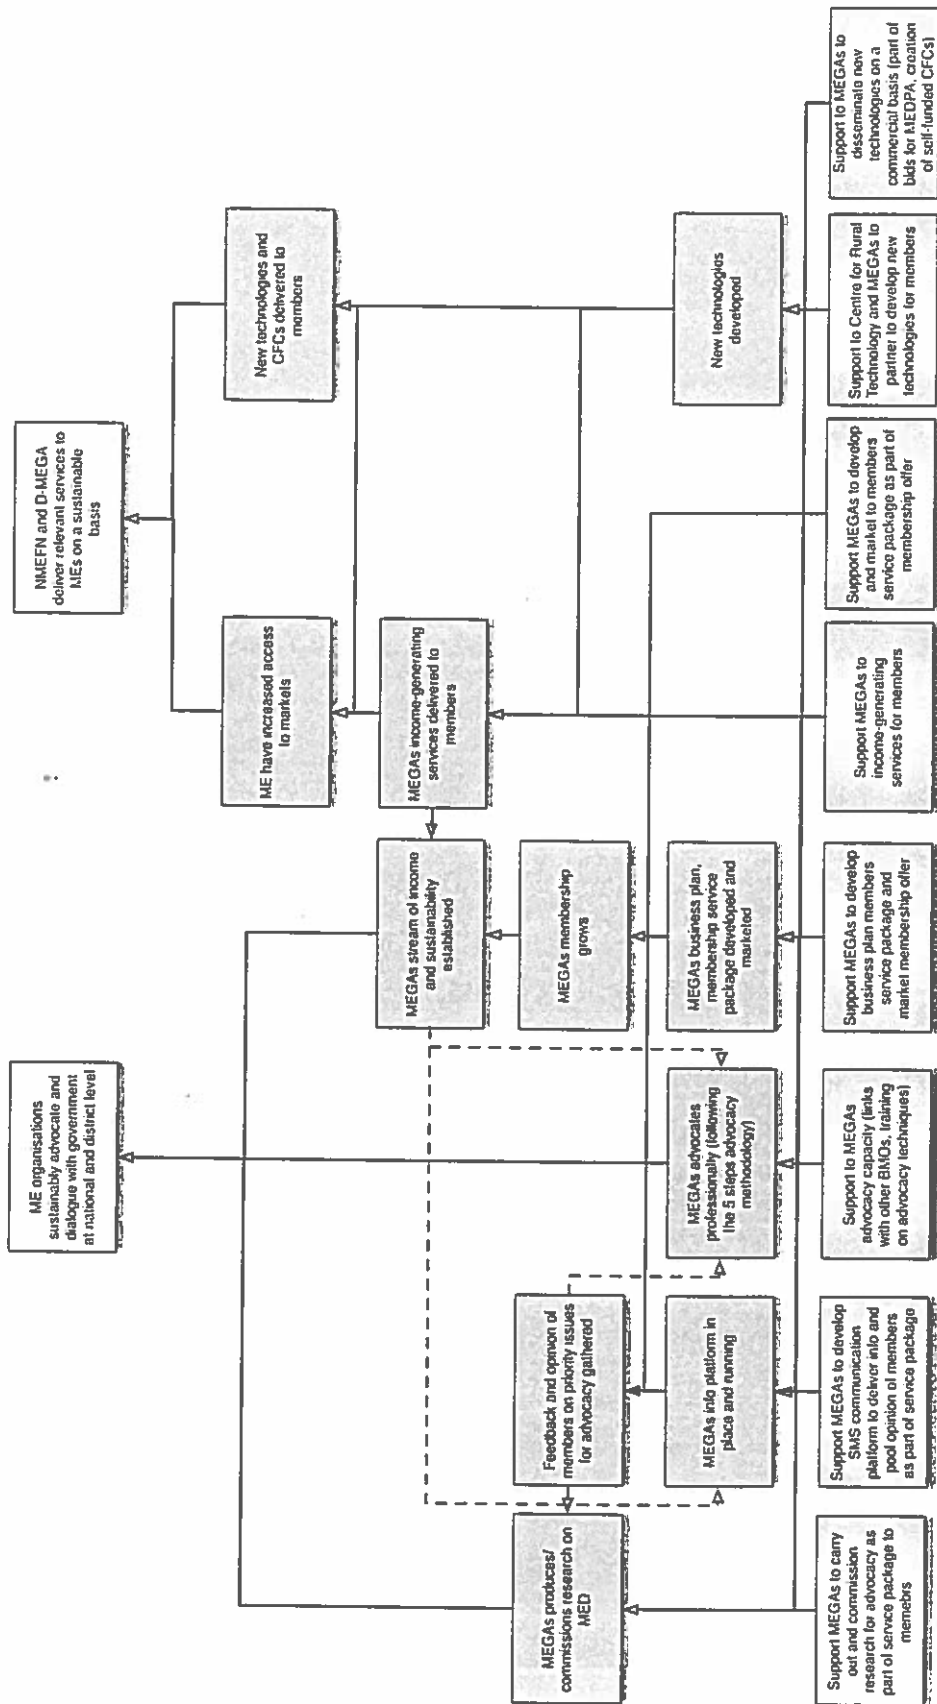 ME organisations
sustainably advocate and
dialogue with government
at national and district level
NMEFN and D-MEGA
deliver relevant services to
MEs on a sustainable
basis
ME have increased access
to markets
New technologies and
CFCs delivered to
members
MEGAs stream of income
and sustainability
established
MEGAs income-generating
services delivered to
members
MEGAs produces/
commissions research on
MED
Feedback and opinion of
members on priority issues
for advocacy gathered
MEGAs membership
grows
MEGAs info platform in
place and running
MEGAs advocates
professionally (following
the 5 steps advocacy
methodology)
MEGAs business plan,
membership service
package developed and
marketed
New technologies
developed
Support MEGAs to carry
out and commission
research for advocacy as
part of service package to
memebrs
Support MEGAs to develop
SMS communication
platform to deliver info and
pool opinion of members
as part of service package
Support to MEGAs
advocacy capacity (links
with other BMOs, training
on advocacy techniques)
Support MEGAs to develop
business plan members
service package and
market membership offer
Support MEGAs to
income-generating
services for members
Support MEGAs to develop
and market to members
service package as part of
membership offer
Support to Centre for Rural
Technology and MEGAs to
partner to develop new
technologies for members
Support to MEGAs to
disseminate new
technologies on a
commercial basis (part of
bids for MEDPA, creation
of self-funded CFCs)